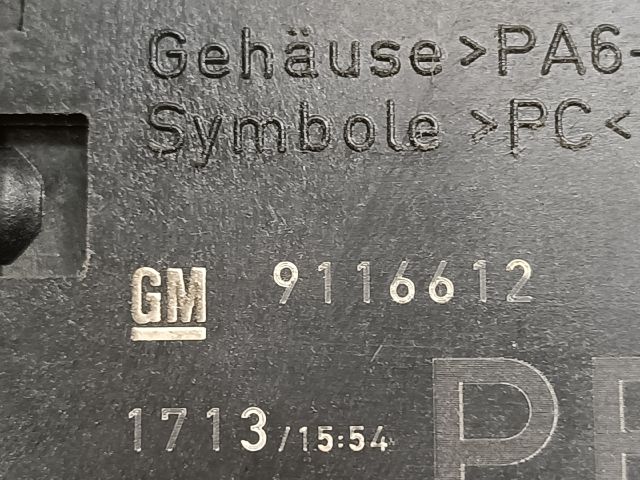 Gehäuse >PA6-
Symbole >PC<
GM 9116612
1713/15:54
P